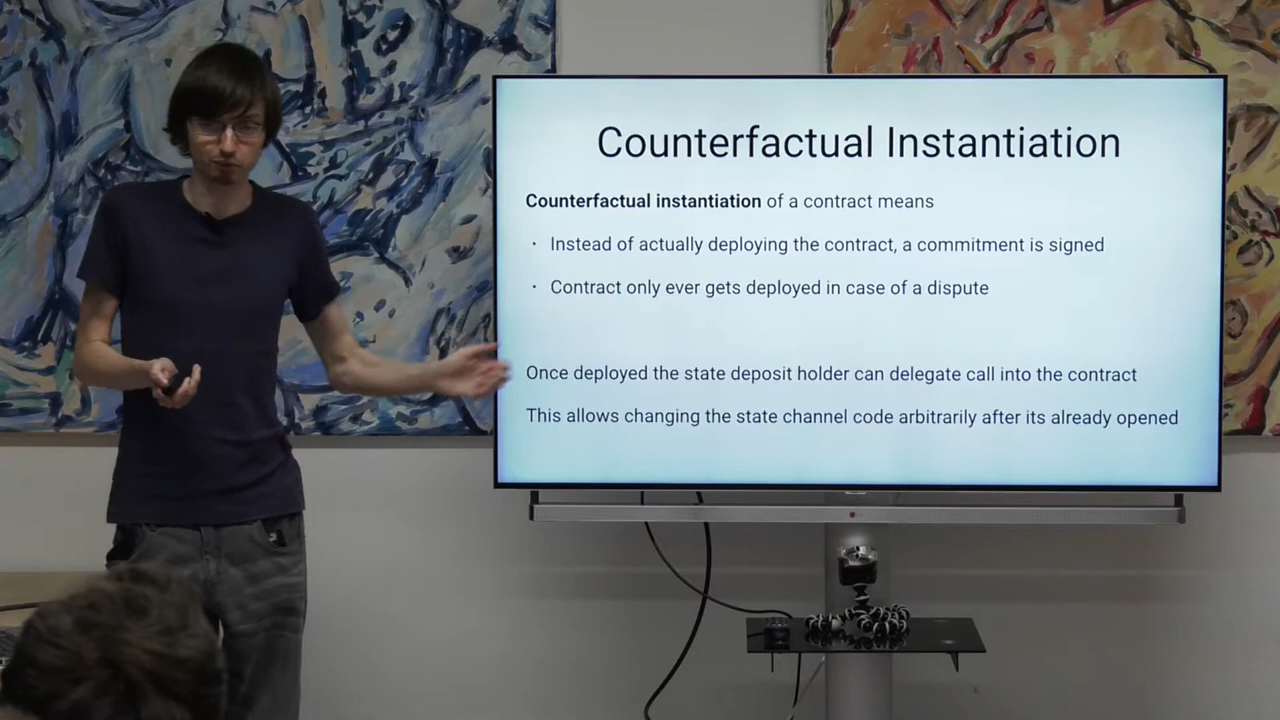 Counterfactual Instantiation
Counterfactual instantiation of a contract means
· Instead of actually deploying the contract, a commitment is signed
· Contract only ever gets deployed in case of a dispute
Once deployed the state deposit holder can delegate call into the contract
This allows changing the state channel code arbitrarily after its already opened